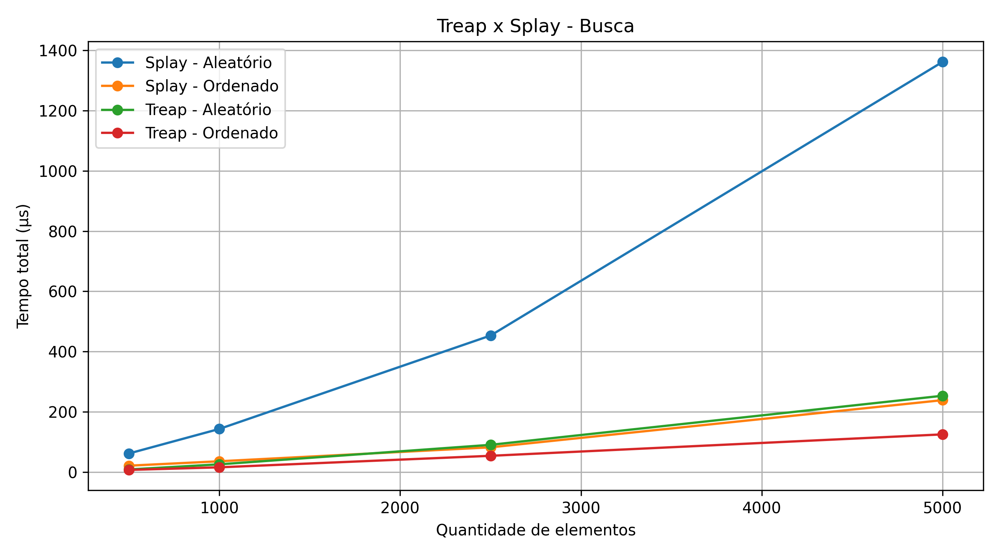 Treap x Splay - Busca
1400
1200
1000
800
600
400
200
0
Tempo total (µs)
Splay - Aleatório
Splay - Ordenado
Treap - Aleatório
Treap - Ordenado
1000
2000
3000
4000
5000
Quantidade de elementos